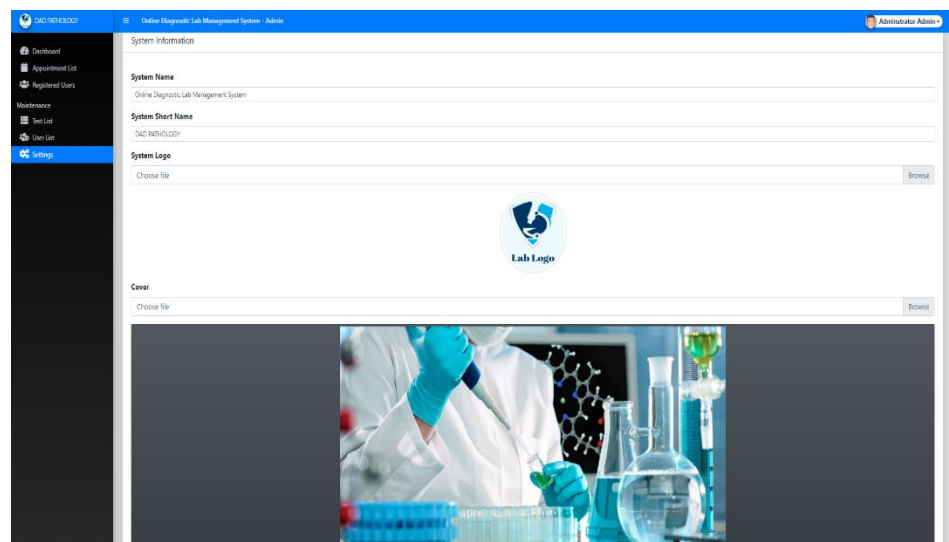 DAD PATHOLOGY
Online Diagnostic Lab Management System - Admin
Adminstrator Admin
Dashboard
Appointment List
Registered Users
Maintenance
Test List
User List
Settings
System Information
System Name
Online Diagnostic Lab Management System
System Short Name
DAD PATHOLOGY
System Logo
Choose file
Browse
Lab Logo
Cover
Choose file
Browse